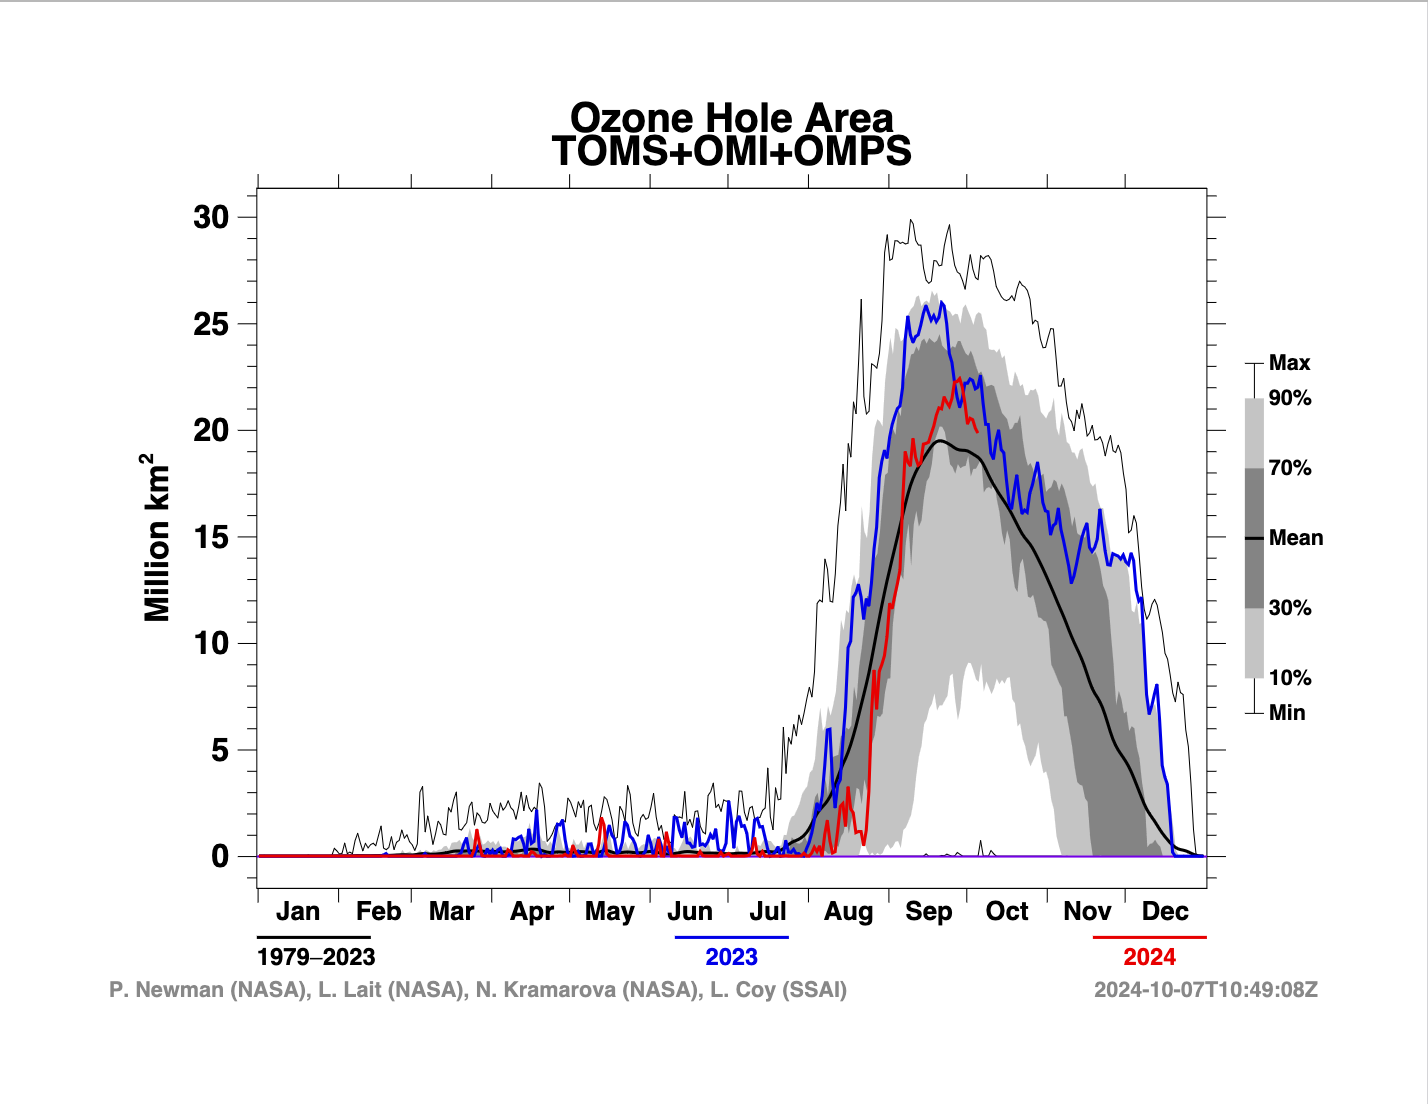 Ozone Hole Area
TOMS+OMI+OMPS
30
25
20
15
10
5
0
Million km²
Max
90%
70%
Mean
30%
10%
Min
Jan Feb Mar Apr May Jun Jul Aug Sep Oct Nov Dec
1979–2023 2023 2024
P. Newman (NASA), L. Lait (NASA), N. Kramarova (NASA), L. Coy (SSAI) 2024-10-07T10:49:08Z